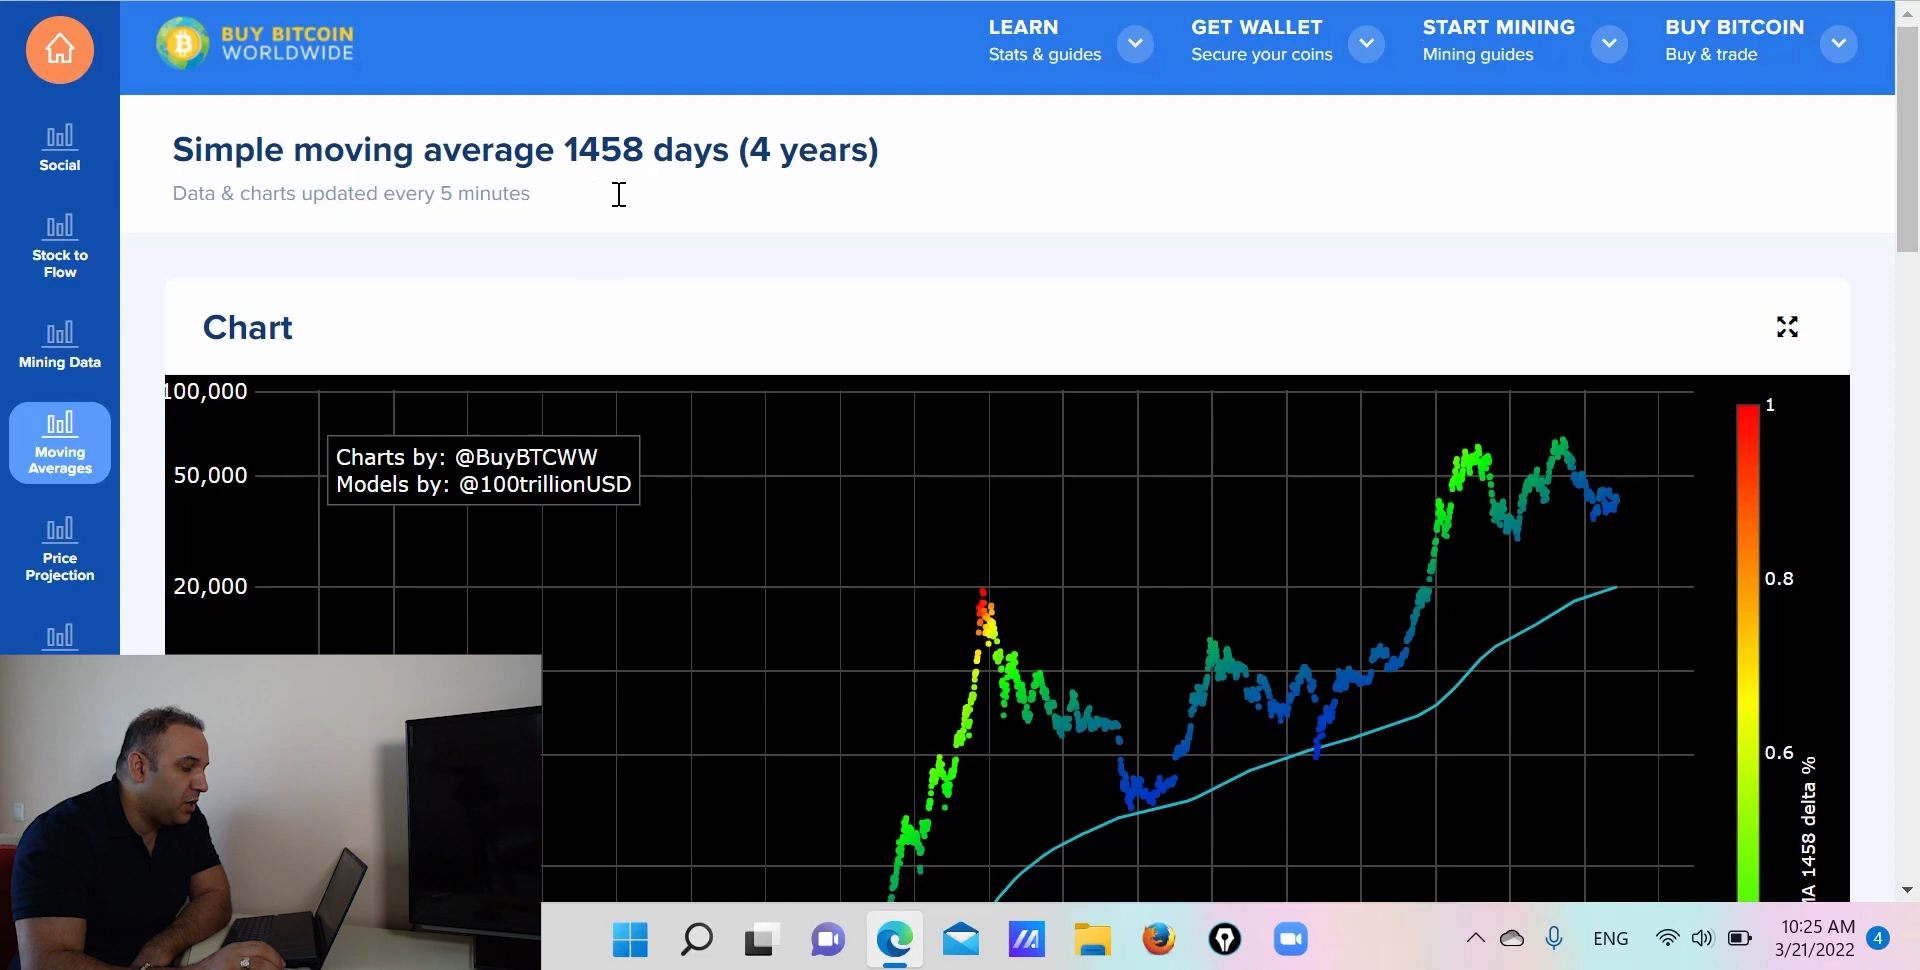 BUY BITCOIN
WORLDWIDE
LEARN
Stats & guides
GET WALLET
Secure your coins
START MINING
Mining guides
BUY BITCOIN
Buy & trade
Social
Stock to
Flow
Mining Data
Moving
Averages
Price
Projection
Simple moving average 1458 days (4 years)
Data & charts updated every 5 minutes
Chart
100,000
50,000
20,000
Charts by: @BuyBTCWW
Models by: @100trillionUSD
1
0.8
0.6
MA 1458 delta %
ENG
10:25 AM
3/21/2022
4